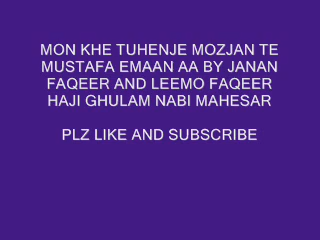 MON KHE TUHENJE MOZJAN TE
MUSTAFA EMAAN AA BY JANAN
FAQEER AND LEEMO FAQEER
HAJI GHULAM NABI MAHESAR
PLZ LIKE AND SUBSCRIBE